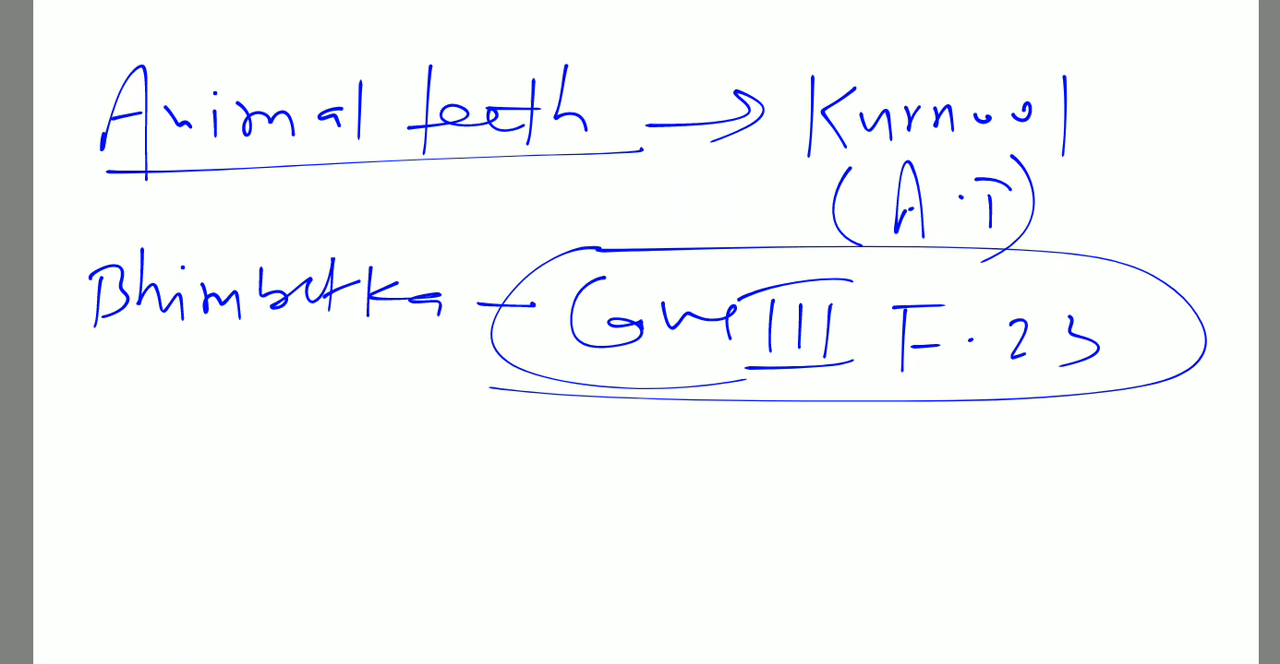 Animal teeth → Kurnool
(A.P)
Bhimbetka - Cave III F.23